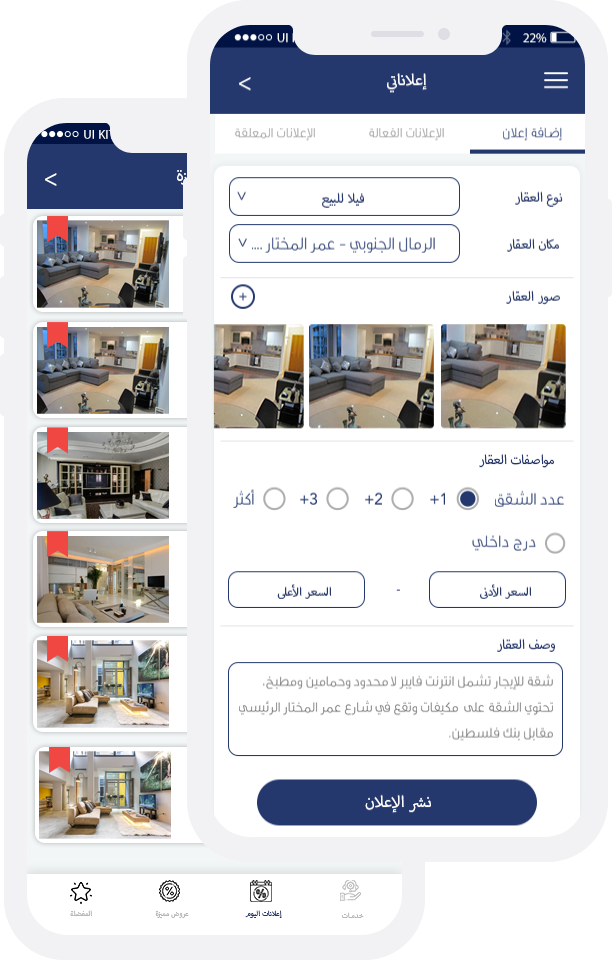 UI
22%
إعلاناتي
إضافة إعلان
الإعلانات الفعالة
الإعلانات المعلقة
نوع العقار
فيلا للبيع
مكان العقار
الرمال الجنوبي - عمر المختار ....
صور العقار
مواصفات العقار
عدد الشقق
+1
+2
+3
أكثر
درج داخلي
السعر الأدنى
-
السعر الأعلى
وصف العقار
شقة للإيجار تشمل انترنت فايبر لا محدود وحمامين ومطبخ،
تحتوي الشقة على مكيفات وتقع في شارع عمر المختار الرئيسي
مقابل بنك فلسطين.
نشر الإعلان
UI KIT
خدمات
إعلانات اليوم
عروض مميزة
المفضلة